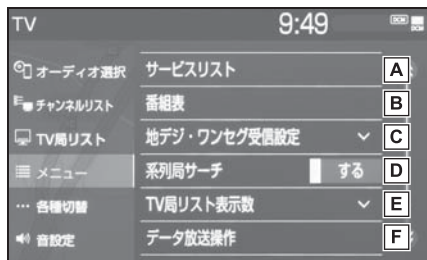 TV
9:49
DCM
DCM
オーディオ選択
サービスリスト
A
チャンネルリスト
番組表
B
TV局リスト
地デジ・ワンセグ受信設定
C
メニュー
系列局サーチ
する
D
各種切替
TV局リスト表示数
E
音設定
データ放送操作
F